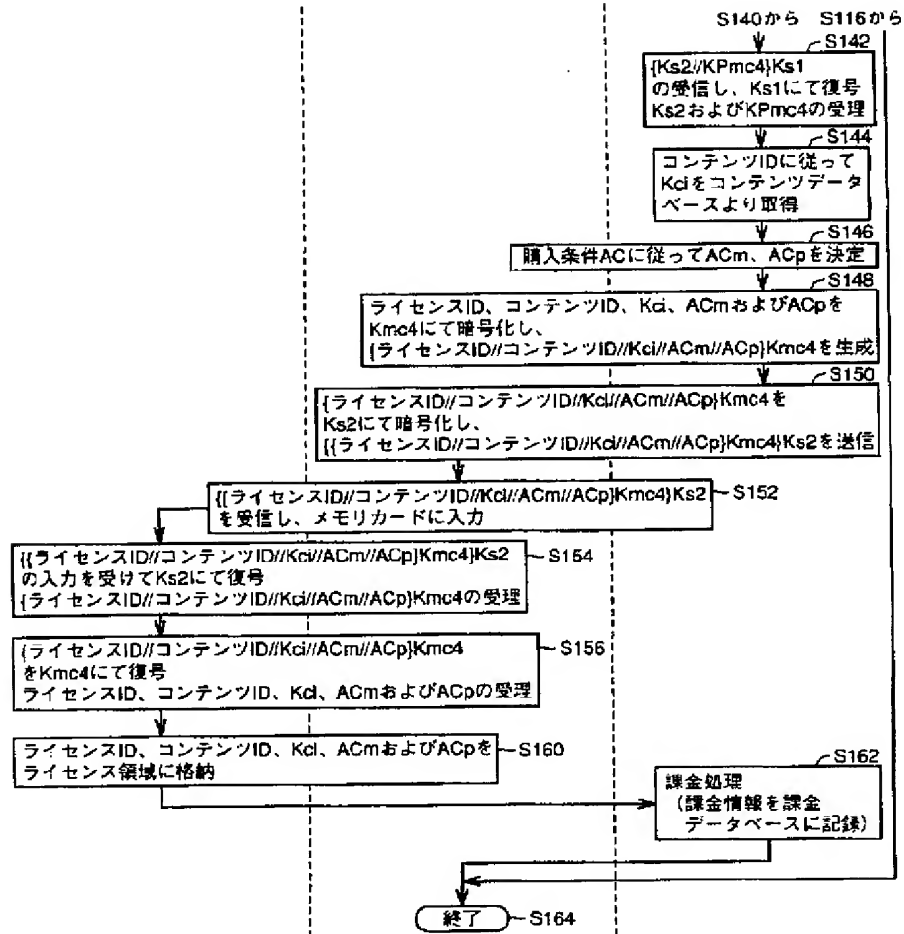 S140から S116から
S142
{Ks2//KPmc4}Ks1
の受信し、Ks1にて復号
Ks2およびKPmc4の受理
S144
コンテンツIDに従って
Kciをコンテンツデータ
ベースより取得
S146
購入条件ACに従ってACm、ACpを決定
S148
ライセンスID、コンテンツID、Kci、ACmおよびACpを
Kmc4にて暗号化し、
{ライセンスID//コンテンツID//Kci//ACm//ACp}Kmc4を生成
S150
{ライセンスID//コンテンツID//Kci//ACm//ACp}Kmc4を
Ks2にて暗号化し、
{{ライセンスID//コンテンツID//Kci//ACm//ACp}Kmc4}Ks2を送信
{{ライセンスID//コンテンツID//Kci//ACm//ACp}Kmc4}Ks2
を受信し、メモリカードに入力
S152
{{ライセンスID//コンテンツID//Kci//ACm//ACp}Kmc4}Ks2
の入力を受けてKs2にて復号
{ライセンスID//コンテンツID//Kci//ACm//ACp}Kmc4の受理
S154
{ライセンスID//コンテンツID//Kci//ACm//ACp}Kmc4
をKmc4にて復号
ライセンスID、コンテンツID、Kci、ACmおよびACpの受理
S156
ライセンスID、コンテンツID、Kci、ACmおよびACpを
ライセンス領域に格納
S160
S162
課金処理
(課金情報を課金
データベースに記録)
終了
S164